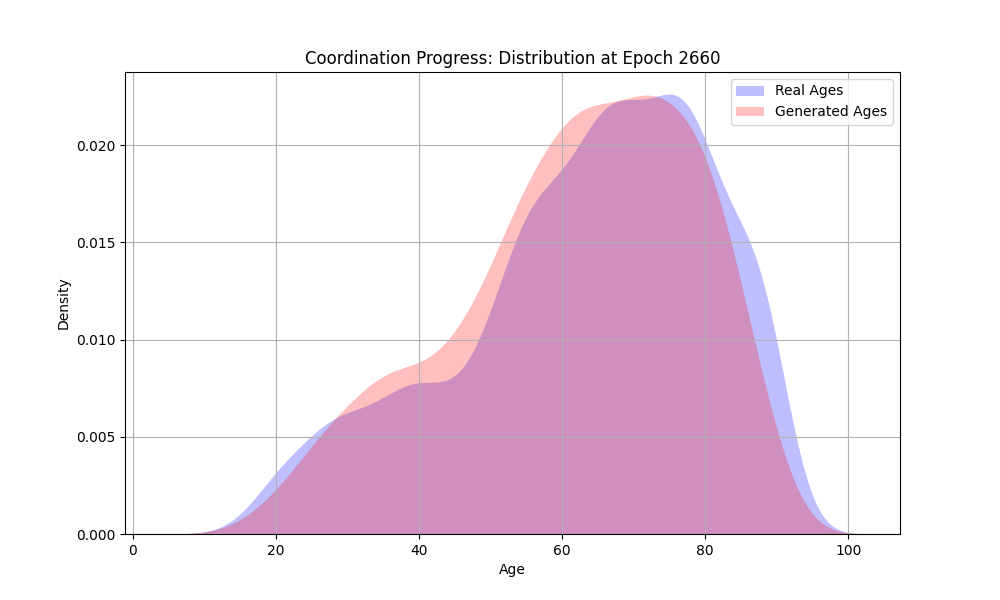 Coordination Progress: Distribution at Epoch 2660
Real Ages
Generated Ages
Density
0.020
0.015
0.010
0.005
0.000
0 20 40 60 80 100
Age